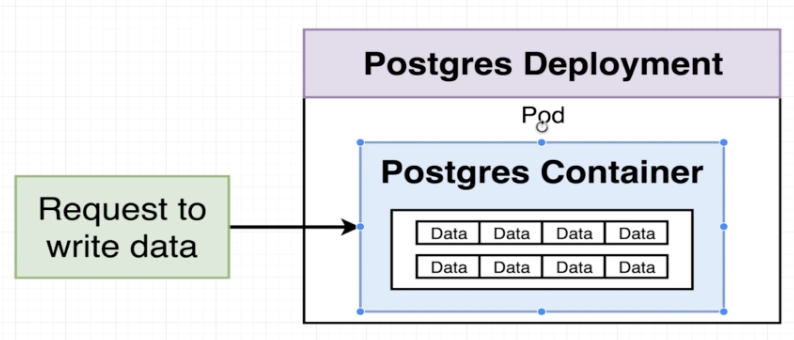 Postgres Deployment
Pod
Postgres Container
Request to
write data
Data Data Data Data
Data Data Data Data